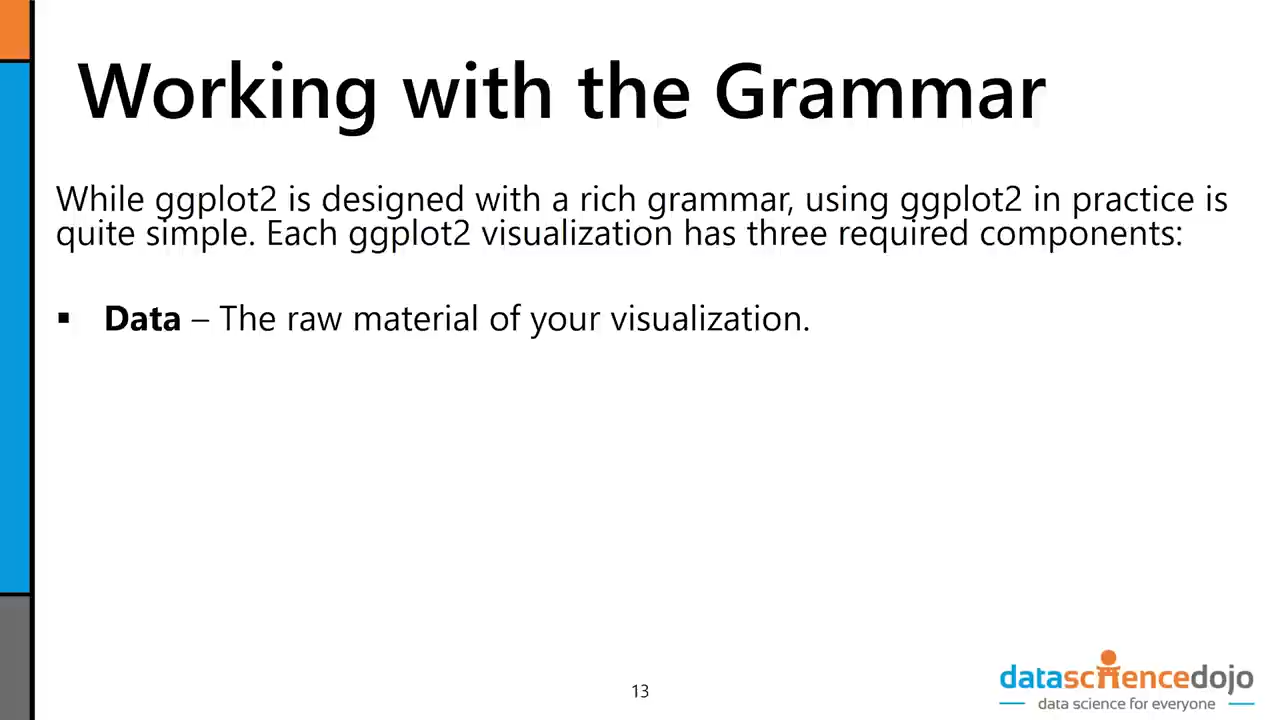 Working with the Grammar
While ggplot2 is designed with a rich grammar, using ggplot2 in practice is
quite simple. Each ggplot2 visualization has three required components:
▪ Data – The raw material of your visualization.
13
datasciencedojo
data science for everyone